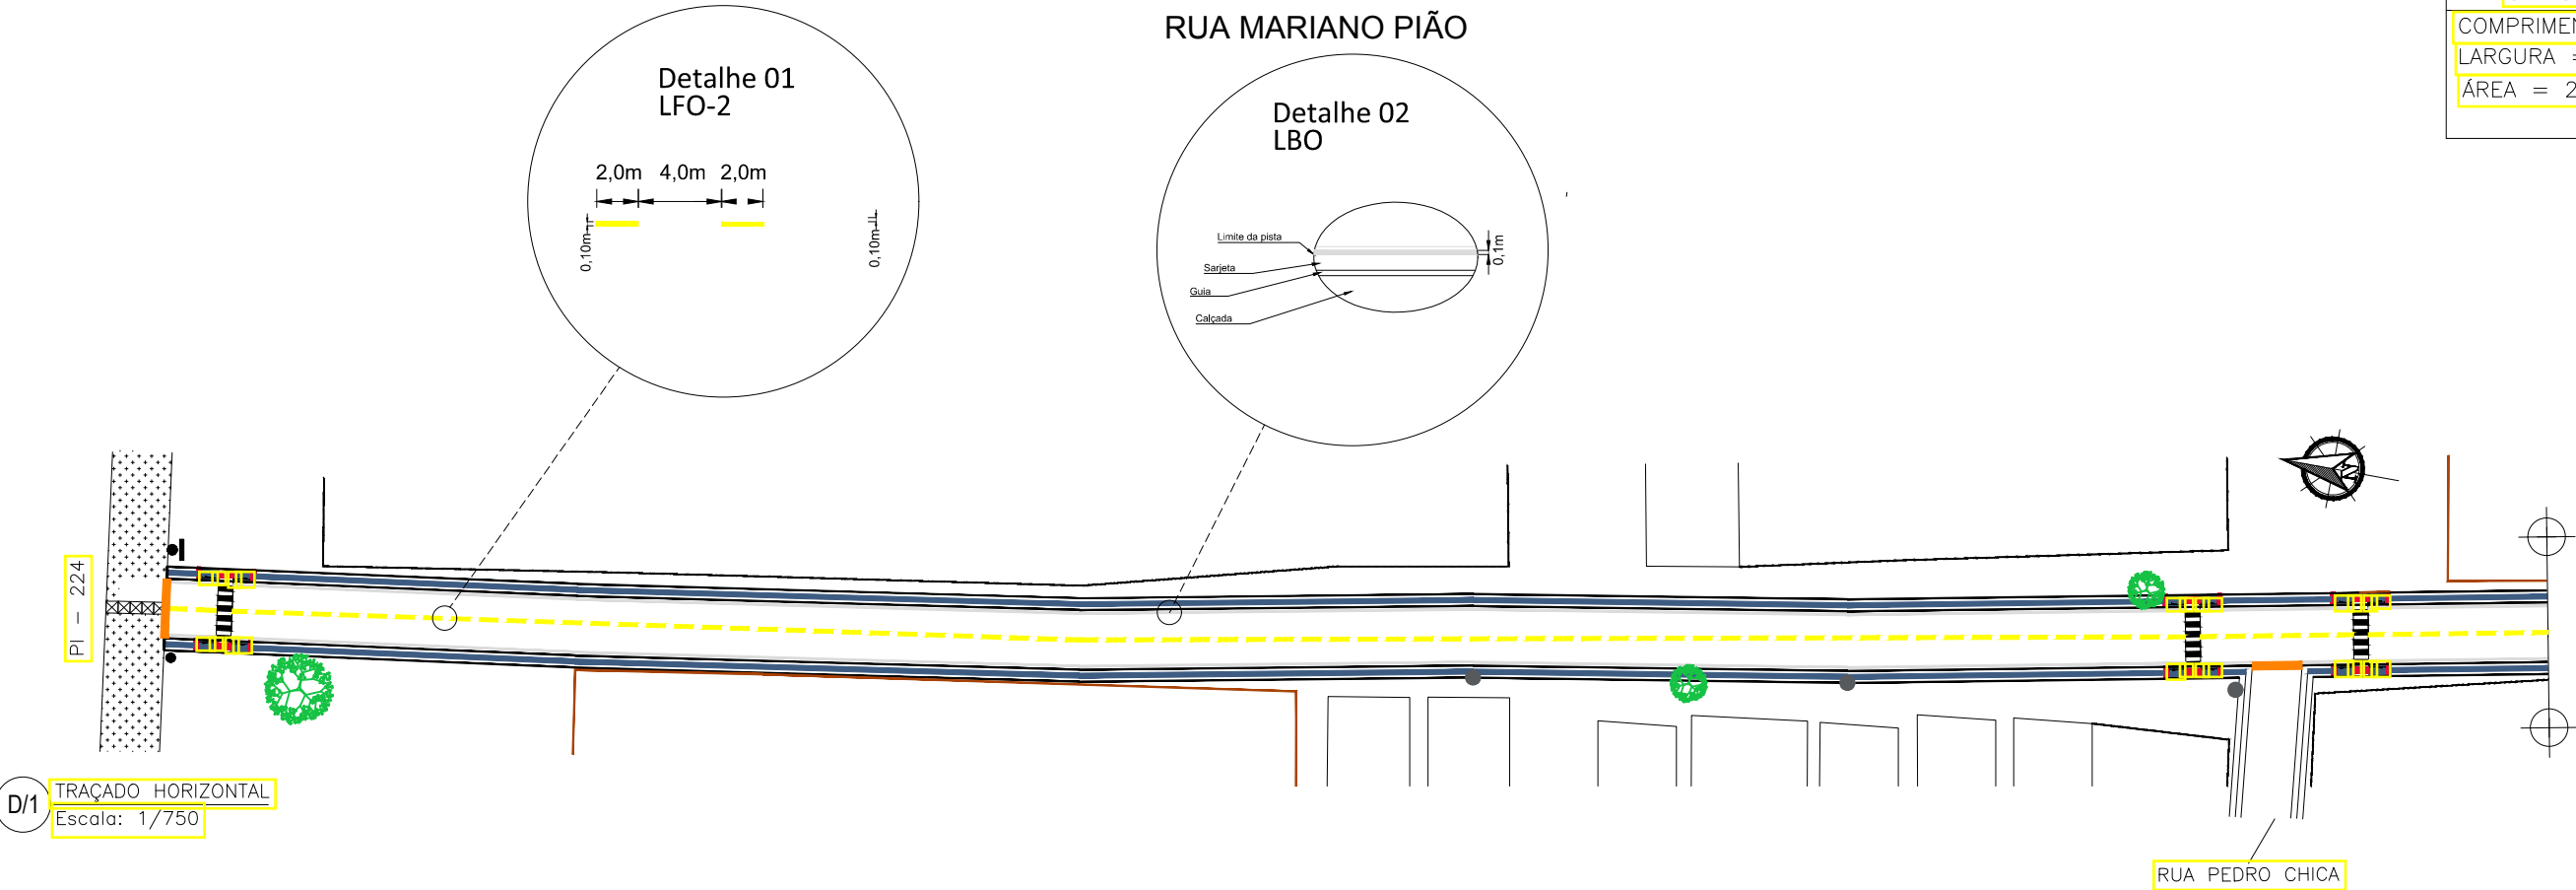 RUA MARIANO PIÃO
COMPRIMEN
LARGURA =
ÁREA = 2
Detalhe 01
LFO-2
2,0m 4,0m 2,0m
0,10m
0,10m
Detalhe 02
LBO
Limite da pista
Sarjeta
Guia
Calçada
0,1m
PI - 224
D/1
TRAÇADO HORIZONTAL
Escala: 1/750
RUA PEDRO CHICA